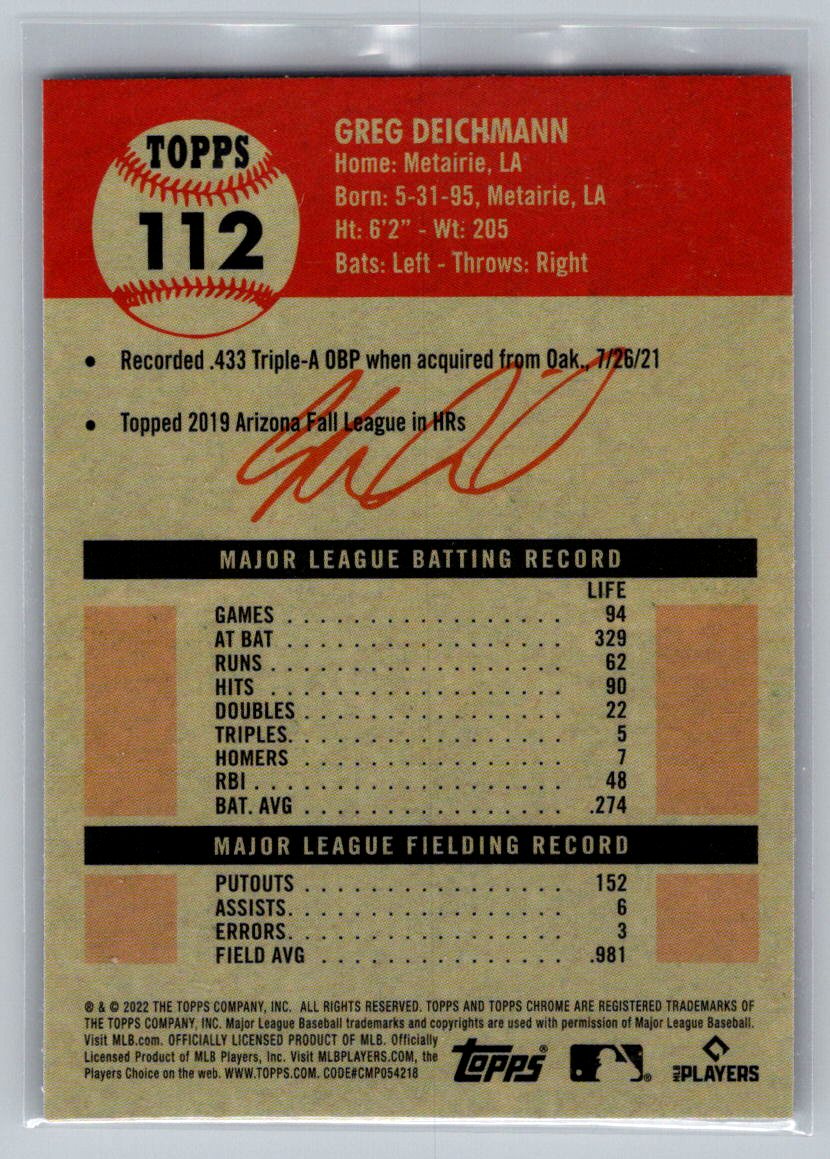 TOPPS
112
GREG DEICHMANN
Home: Metairie, LA
Born: 5-31-95, Metairie, LA
Ht: 6'2" - Wt: 205
Bats: Left - Throws: Right
• Recorded .433 Triple-A OBP when acquired from Oak., 7/26/21
• Topped 2019 Arizona Fall League in HRs
MAJOR LEAGUE BATTING RECORD
LIFE
GAMES . . . . . . . . . . . . . . . . . . 94
AT BAT . . . . . . . . . . . . . . . . . . 329
RUNS . . . . . . . . . . . . . . . . . . . 62
HITS . . . . . . . . . . . . . . . . . . . 90
DOUBLES . . . . . . . . . . . . . . . . . 22
TRIPLES. . . . . . . . . . . . . . . . . . 5
HOMERS . . . . . . . . . . . . . . . . . 7
RBI . . . . . . . . . . . . . . . . . . . . 48
BAT. AVG . . . . . . . . . . . . . . . . .274
MAJOR LEAGUE FIELDING RECORD
PUTOUTS . . . . . . . . . . . . . . . . . 152
ASSISTS. . . . . . . . . . . . . . . . . . 6
ERRORS. . . . . . . . . . . . . . . . . . 3
FIELD AVG . . . . . . . . . . . . . . . . .981
® & © 2022 THE TOPPS COMPANY, INC. ALL RIGHTS RESERVED. TOPPS AND TOPPS CHROME ARE REGISTERED TRADEMARKS OF
THE TOPPS COMPANY, INC. Major League Baseball trademarks and copyrights are used with permission of Major League Baseball.
Visit MLB.com. OFFICIALLY LICENSED PRODUCT OF MLB. Officially
Licensed Product of MLB Players, Inc. Visit MLBPLAYERS.COM, the
Players Choice on the web. WWW.TOPPS.COM. CODE#CMP054218
Topps®
®
MLB PLAYERS